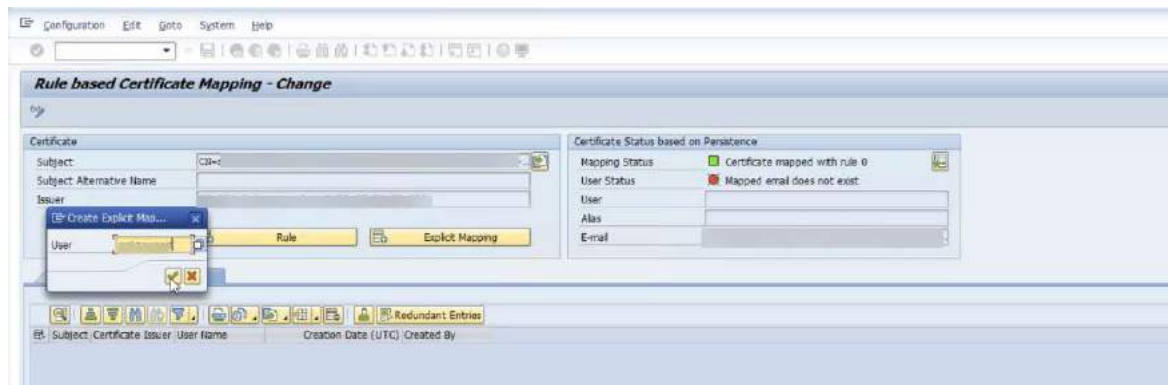 Configuration Edit Goto System Help
Rule based Certificate Mapping - Change
Certificate
Subject
Subject Alternative Name
Issuer
Create Explicit Map...
User
Rule
Explicit Mapping
Certificate Status based on Persistence
Mapping Status Certificate mapped with rule 0
User Status Mapped email does not exist
User
Alias
E-mail
Redundant Entries
Subject Certificate Issuer User Name Creation Date (UTC) Created By